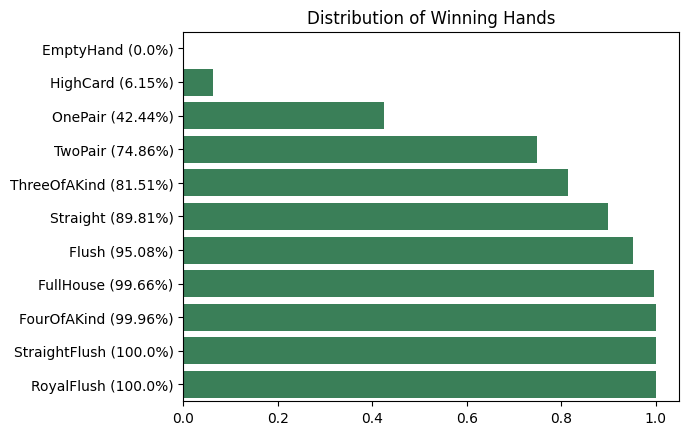 Distribution of Winning Hands
EmptyHand (0.0%)
HighCard (6.15%)
OnePair (42.44%)
TwoPair (74.86%)
ThreeOfAKind (81.51%)
Straight (89.81%)
Flush (95.08%)
FullHouse (99.66%)
FourOfAKind (99.96%)
StraightFlush (100.0%)
RoyalFlush (100.0%)
0.0 0.2 0.4 0.6 0.8 1.0